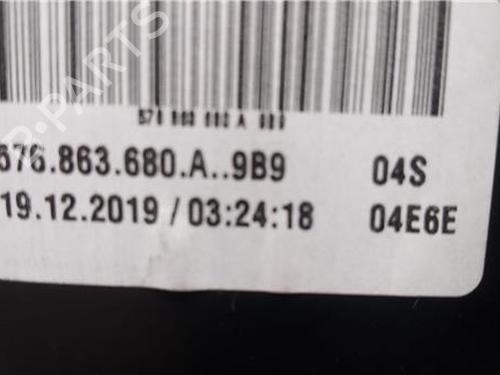 576 863 680 A 9B9
576.863.680.A..9B9 04S
19.12.2019 / 03:24:18 04E6E
PARTS